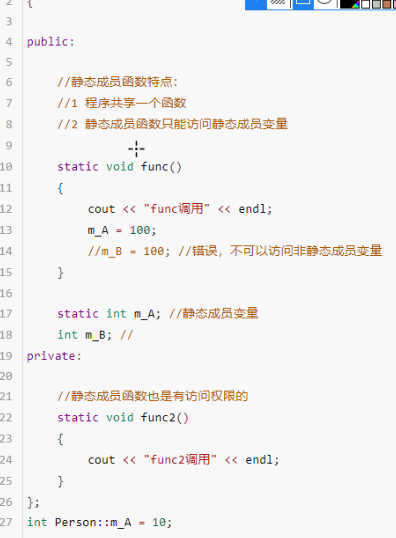 2 {
3
4 public:
5
6 //静态成员函数特点:
7 //1 程序共享一个函数
8 //2 静态成员函数只能访问静态成员变量
9
10 static void func()
11 {
12 cout << "func调用" << endl;
13 m_A = 100;
14 //m_B = 100; //错误，不可以访问非静态成员变量
15 }
16
17 static int m_A; //静态成员变量
18 int m_B; //
19 private:
20
21 //静态成员函数也是有访问权限的
22 static void func2()
23 {
24 cout << "func2调用" << endl;
25 }
26 };
27 int Person::m_A = 10;